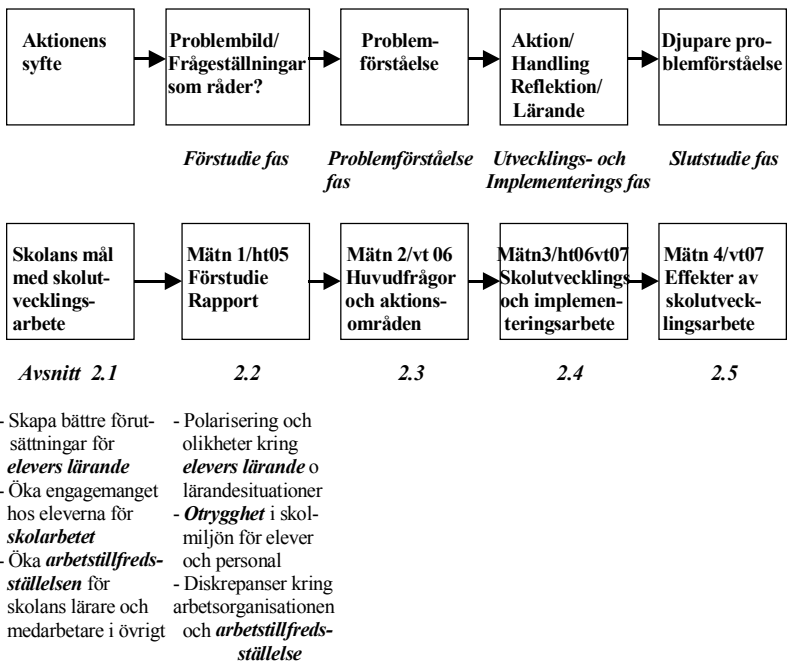 Aktionens
syfte
Problembild/
Frågeställningar
som råder?
Problem-
förståelse
Aktion/
Handling
Reflektion/
Lärande
Djupare pro-
blemförståelse
Förstudie fas
Problemförståelse
fas
Utvecklings- och
Implementerings fas
Slutstudie fas
Skolans mål
med skolut-
vecklings-
arbete
Mätn 1/ht05
Förstudie
Rapport
Mätn 2/vt 06
Huvudfrågor
och aktions-
områden
Mätn3/ht06vt07
Skolutvecklings
och implemen-
teringsarbete
Mätn 4/vt07
Effekter av
skolutveck-
lingsarbete
Avsnitt 2.1
2.2
2.3
2.4
2.5
- Skapa bättre förut-
sättningar för
elevers lärande
- Öka engagemanget
hos eleverna för
skolarbetet
- Öka arbetstillfreds-
ställelsen för
skolans lärare och
medarbetare i övrigt
- Polarisering och
olikheter kring
elevers lärande o
lärandesituationer
- Otrygghet i skol-
miljön för elever
och personal
- Diskrepanser kring
arbetsorganisationen
och arbetstillfreds-
ställelse